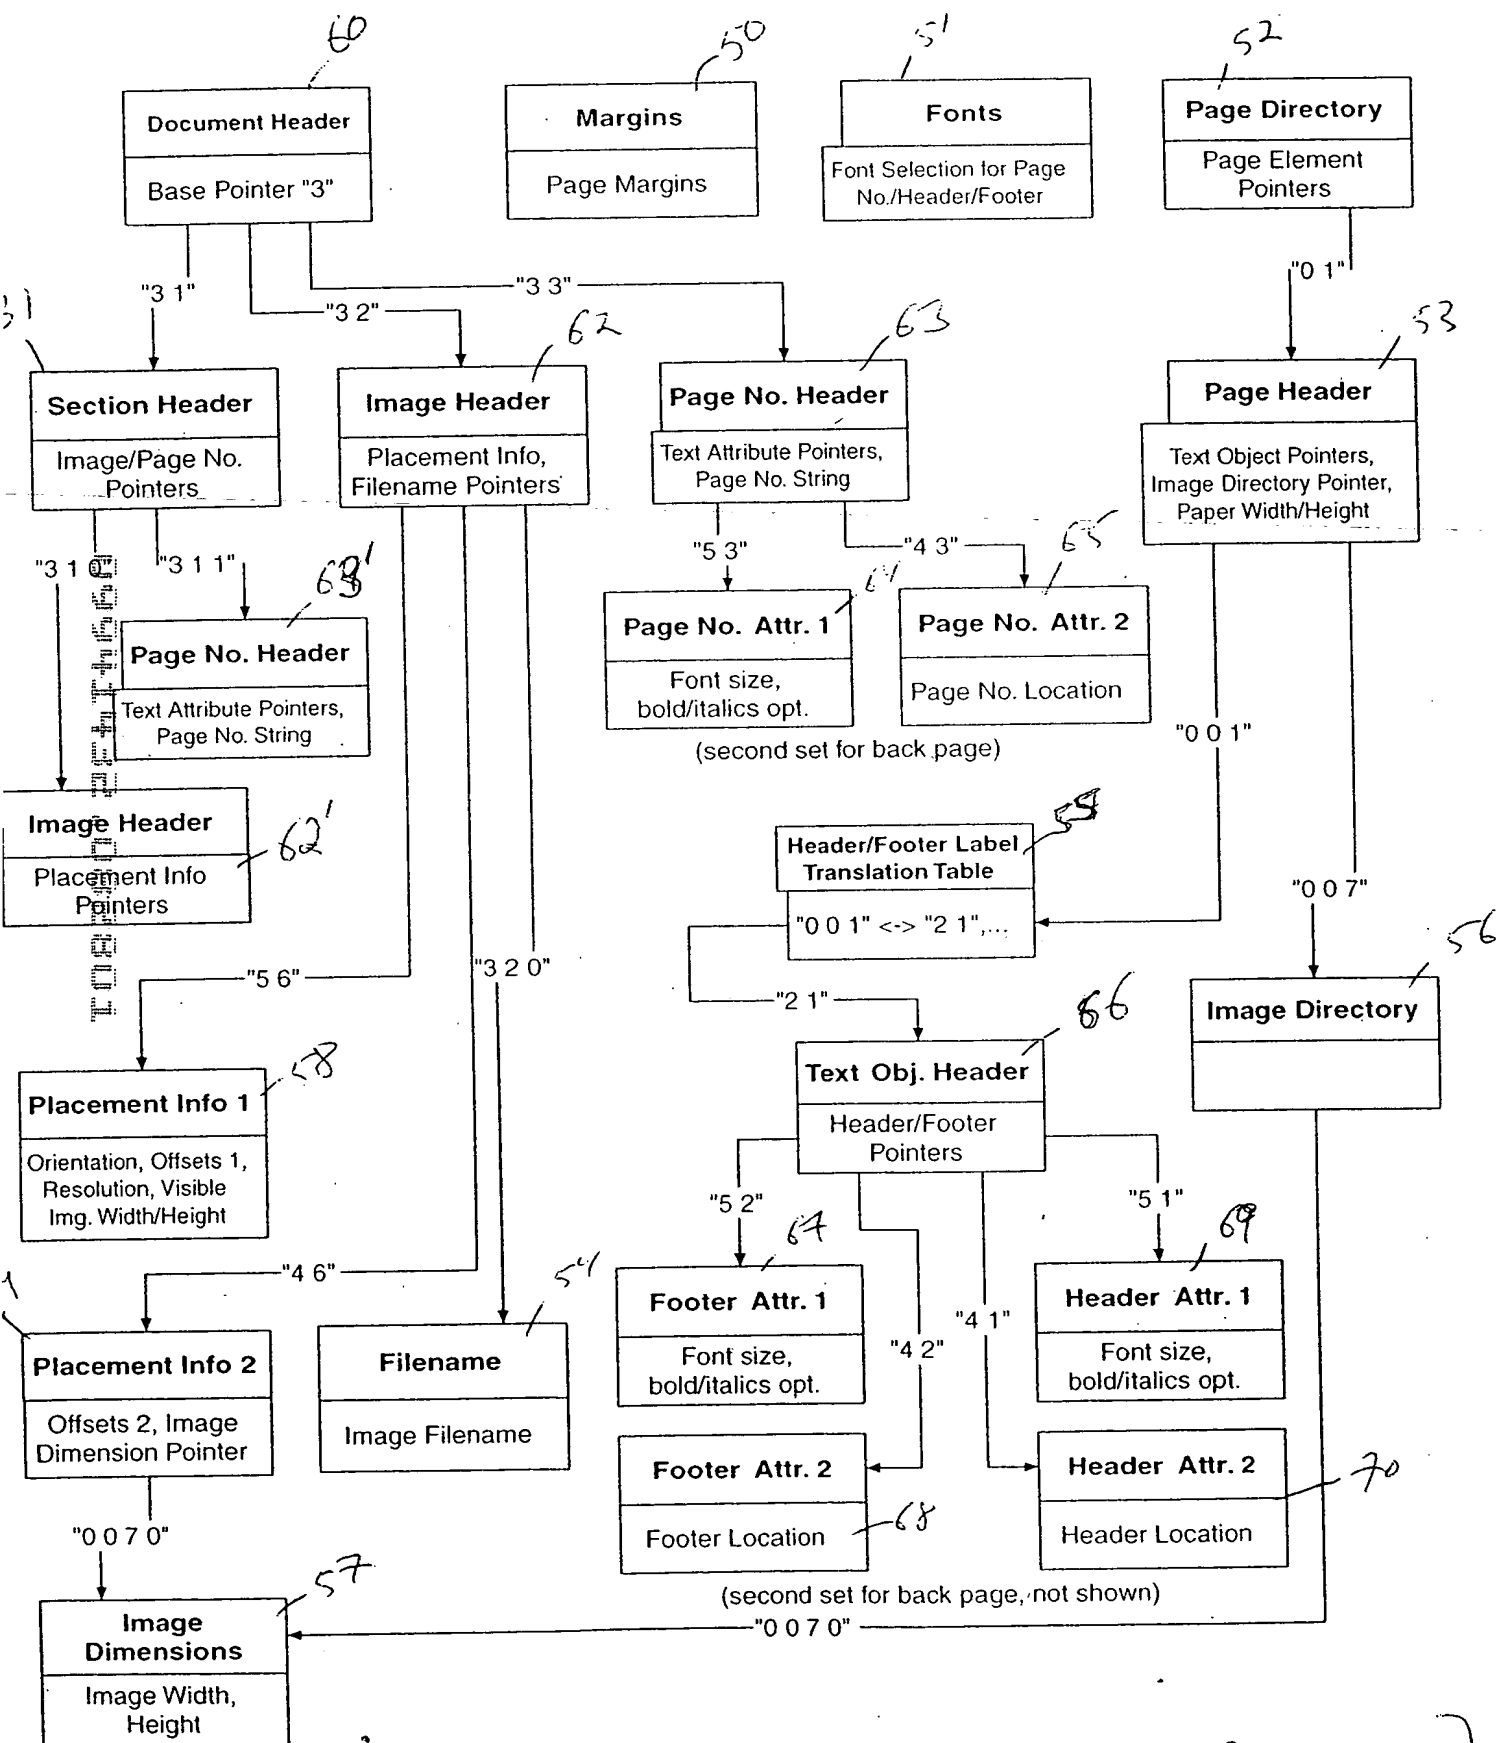 60
50
51
52
Document Header
Base Pointer "3"
Margins
Page Margins
Fonts
Font Selection for Page
No./Header/Footer
Page Directory
Page Element
Pointers
"3 1"
"3 2"
"3 3"
"0 1"
62
63
53
Section Header
Image/Page No.
Pointers
Image Header
Placement Info,
Filename Pointers
Page No. Header
Text Attribute Pointers,
Page No. String
Page Header
Text Object Pointers,
Image Directory Pointer,
Paper Width/Height
"3 1 0"
"3 1 1"
"5 3"
"4 3"
65
64
63'
Page No. Header
Text Attribute Pointers,
Page No. String
Page No. Attr. 1
Font size,
bold/italics opt.
Page No. Attr. 2
Page No. Location
(second set for back page)
"0 0 1"
Image Header
Placement Info
Pointers
62'
Header/Footer Label
Translation Table
"0 0 1" <-> "2 1",...
"0 0 7"
56
"5 6"
"3 2 0"
"2 1"
66
Image Directory
58
Placement Info 1
Orientation, Offsets 1,
Resolution, Visible
Img. Width/Height
Text Obj. Header
Header/Footer
Pointers
"5 2"
"5 1"
67
69
"4 6"
54
Footer Attr. 1
Font size,
bold/italics opt.
"4 2"
"4 1"
Header Attr. 1
Font size,
bold/italics opt.
Placement Info 2
Offsets 2, Image
Dimension Pointer
Filename
Image Filename
Footer Attr. 2
Footer Location
68
Header Attr. 2
Header Location
70
"0 0 7 0"
57
(second set for back page, not shown)
"0 0 7 0"
Image
Dimensions
Image Width,
Height